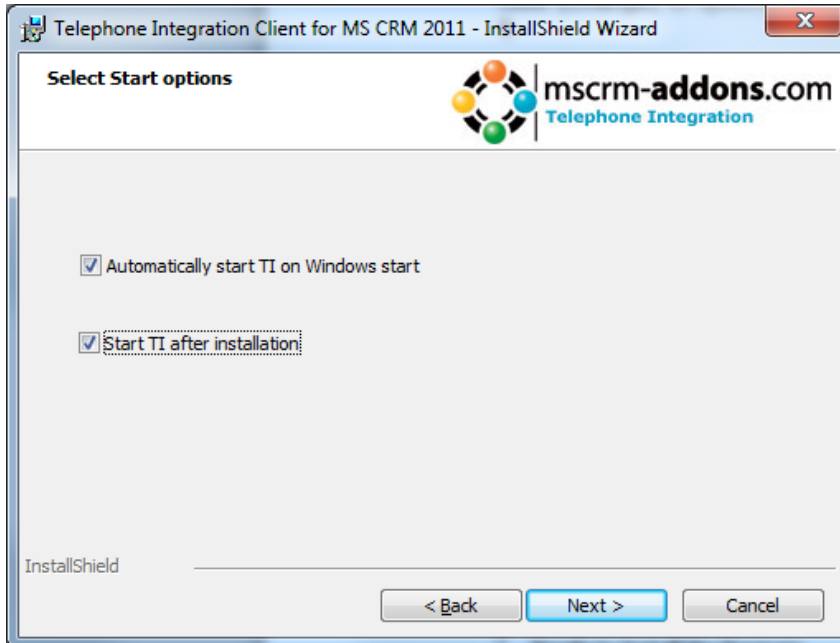 Telephone Integration Client for MS CRM 2011 - InstallShield Wizard
Select Start options
mscrm-addons.com
Telephone Integration
Automatically start TI on Windows start
Start TI after installation
InstallShield
< Back
Next >
Cancel